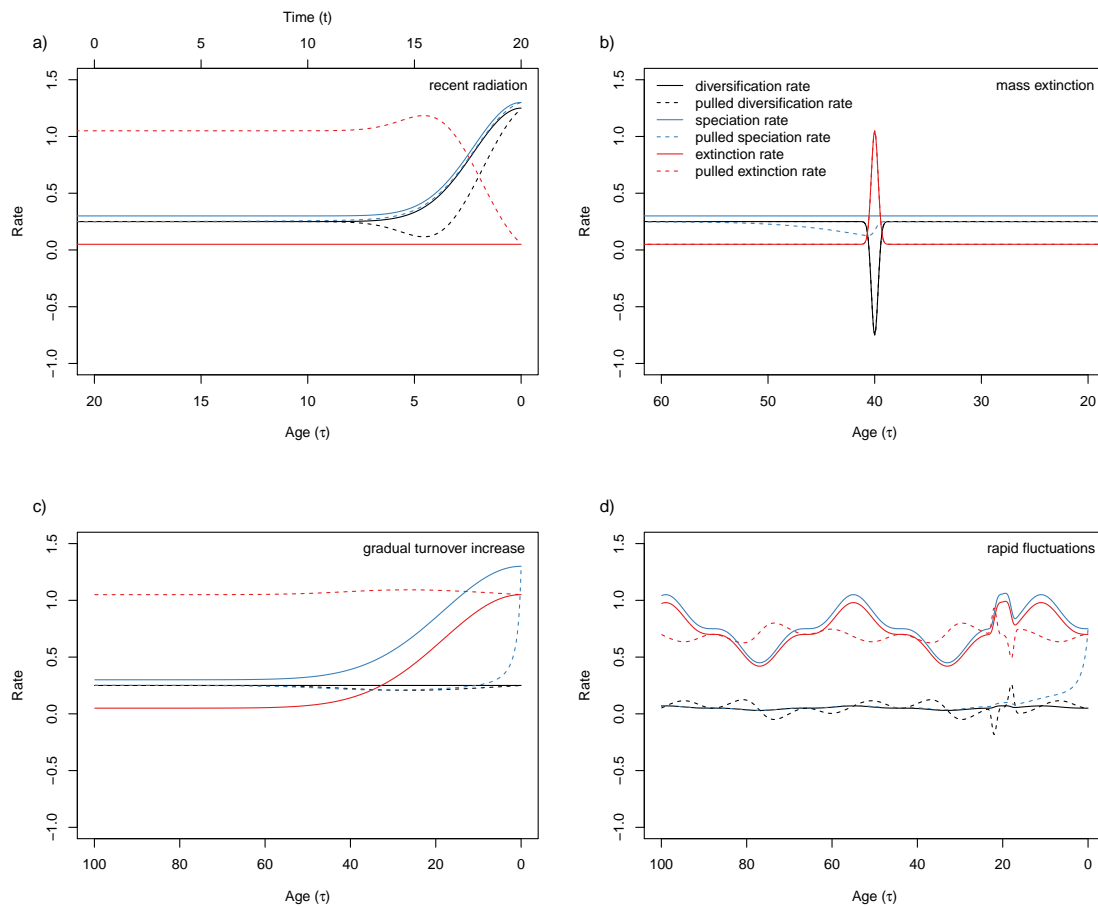 Time (t)
a)
0 5 10 15 20
recent radiation
1.5
1.0
0.5
0.0
−0.5
−1.0
Rate
20 15 10 5 0
Age (τ)
b)
mass extinction
diversification rate
pulled diversification rate
speciation rate
pulled speciation rate
extinction rate
pulled extinction rate
1.5
1.0
0.5
0.0
−0.5
−1.0
Rate
60 50 40 30 20
Age (τ)
c)
gradual turnover increase
1.5
1.0
0.5
0.0
−0.5
−1.0
Rate
100 80 60 40 20 0
Age (τ)
d)
rapid fluctuations
1.5
1.0
0.5
0.0
−0.5
−1.0
Rate
100 80 60 40 20 0
Age (τ)